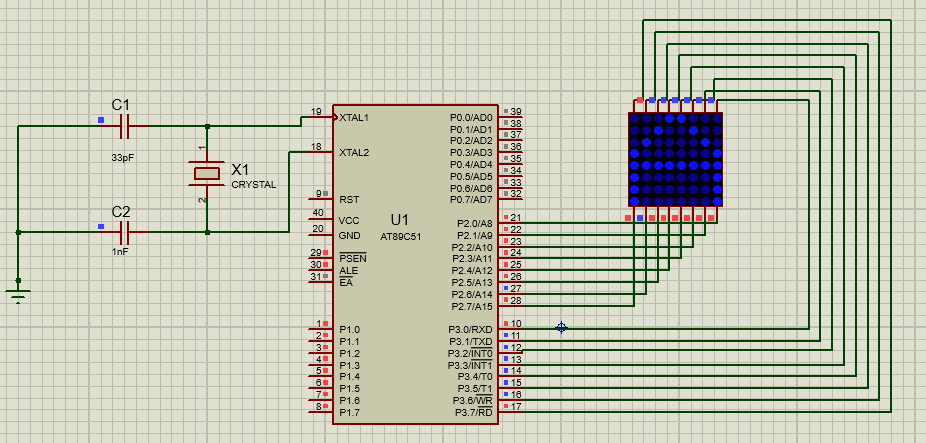 C1
33pF
X1
CRYSTAL
1
2
C2
1nF
U1
AT89C51
19 XTAL1
18 XTAL2
9 RST
40 VCC
20 GND
29 PSEN
30 ALE
31 EA
1 P1.0
2 P1.1
3 P1.2
4 P1.3
5 P1.4
6 P1.5
7 P1.6
8 P1.7
P0.0/AD0 39
P0.1/AD1 38
P0.2/AD2 37
P0.3/AD3 36
P0.4/AD4 35
P0.5/AD5 34
P0.6/AD6 33
P0.7/AD7 32
P2.0/A8 21
P2.1/A9 22
P2.2/A10 23
P2.3/A11 24
P2.4/A12 25
P2.5/A13 26
P2.6/A14 27
P2.7/A15 28
P3.0/RXD 10
P3.1/TXD 11
P3.2/INT0 12
P3.3/INT1 13
P3.4/T0 14
P3.5/T1 15
P3.6/WR 16
P3.7/RD 17